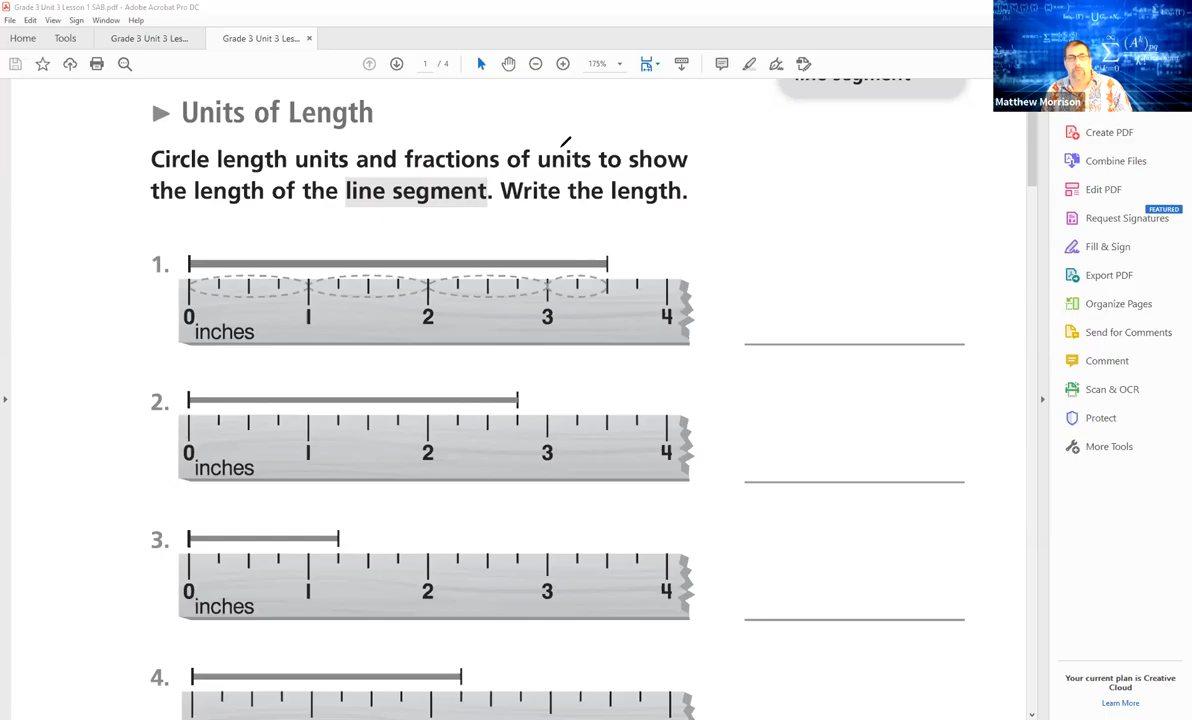 Grade 3 Unit 3 Lesson 1 SAB.pdf - Adobe Acrobat Pro DC
File Edit View Sign Window Help
Home Tools Grade 3 Unit 3 Les... Grade 3 Unit 3 Les... ×
1 / 4 175%
Matthew Morrison
line segment
▶ Units of Length
Circle length units and fractions of units to show
the length of the line segment. Write the length.
1.
0 1 2 3 4
inches
2.
0 1 2 3 4
inches
3.
0 1 2 3 4
inches
4.
Create PDF
Combine Files
Edit PDF
FEATURED
Request Signatures
Fill & Sign
Export PDF
Organize Pages
Send for Comments
Comment
Scan & OCR
Protect
More Tools
Your current plan is Creative
Cloud
Learn More